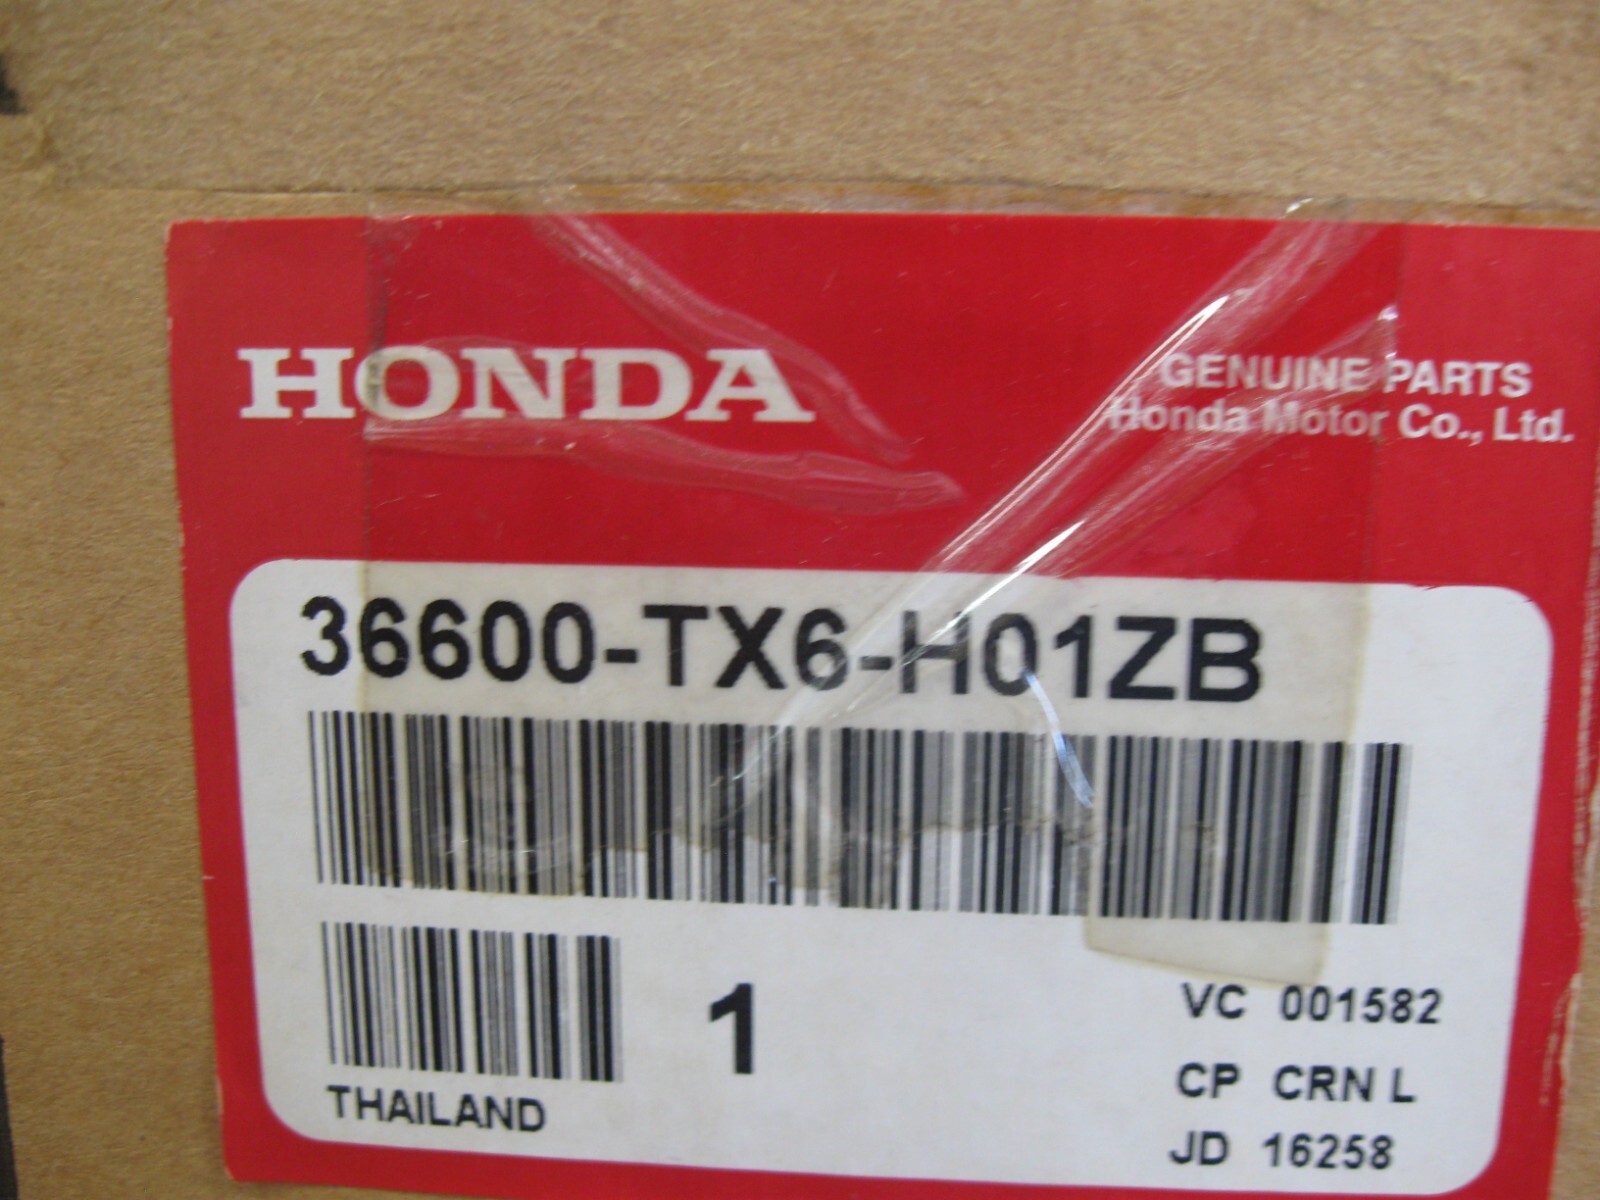 HONDA
GENUINE PARTS
Honda Motor Co., Ltd.
36600-TX6-H01ZB
1
VC 001582
CP CRN L
THAILAND
JD 16258